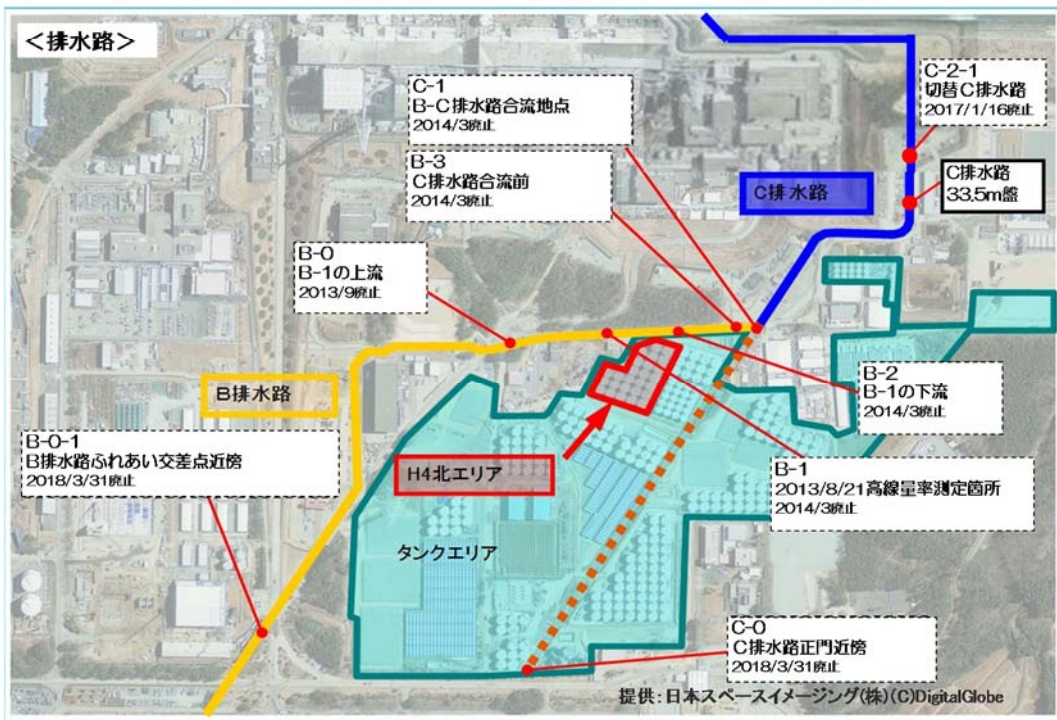 <排水路>
C-1
B-C排水路合流地点
2014/3廃止
C-2-1
切替C排水路
2017/1/16廃止
B-3
C排水路合流前
2014/3廃止
C排水路
C排水路
33.5m盤
B-0
B-1の上流
2013/9廃止
B-2
B-1の下流
2014/3廃止
B排水路
B-0-1
B排水路ふれあい交差点近傍
2018/3/31廃止
H4北エリア
B-1
2013/8/21高線量率測定箇所
2014/3廃止
タンクエリア
C-0
C排水路正門近傍
2018/3/31廃止
提供:日本スペースイメージング(株)(C)DigitalGlobe